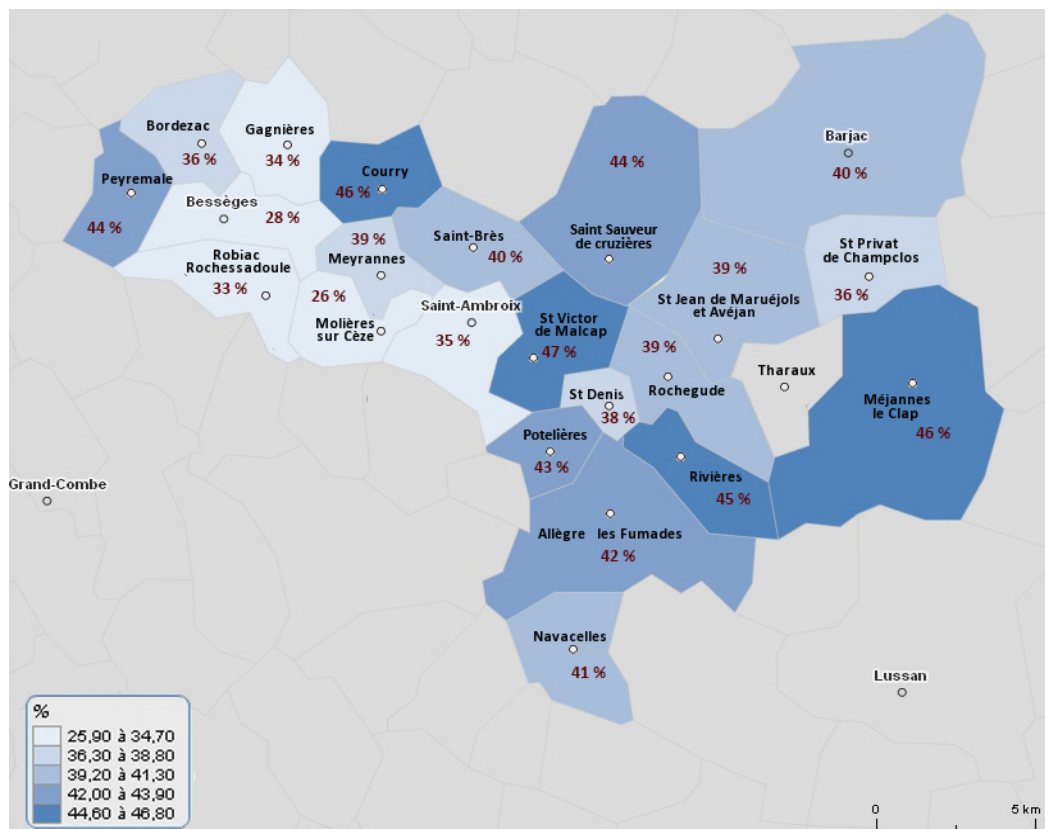 Bordezac
36 %
Gagnières
34 %
Courry
46 %
Peyremale
44 %
Bessèges
28 %
Robiac
Rochessadoule
33 %
39 %
Meyrannes
26 %
Molières
sur Cèze
Saint-Brès
40 %
Saint-Ambroix
35 %
44 %
Saint Sauveur
de cruzières
Barjac
40 %
St Privat
de Champclos
36 %
39 %
St Jean de Maruéjols
et Avéjan
St Victor
de Malcap
47 %
39 %
Rochegude
Tharaux
Méjannes
le Clap
46 %
St Denis
38 %
Potelières
43 %
Rivières
45 %
Grand-Combe
Allègre les Fumades
42 %
Navacelles
41 %
Lussan
%
25,90 à 34,70
36,30 à 38,80
39,20 à 41,30
42,00 à 43,90
44,60 à 46,80
0 5 km